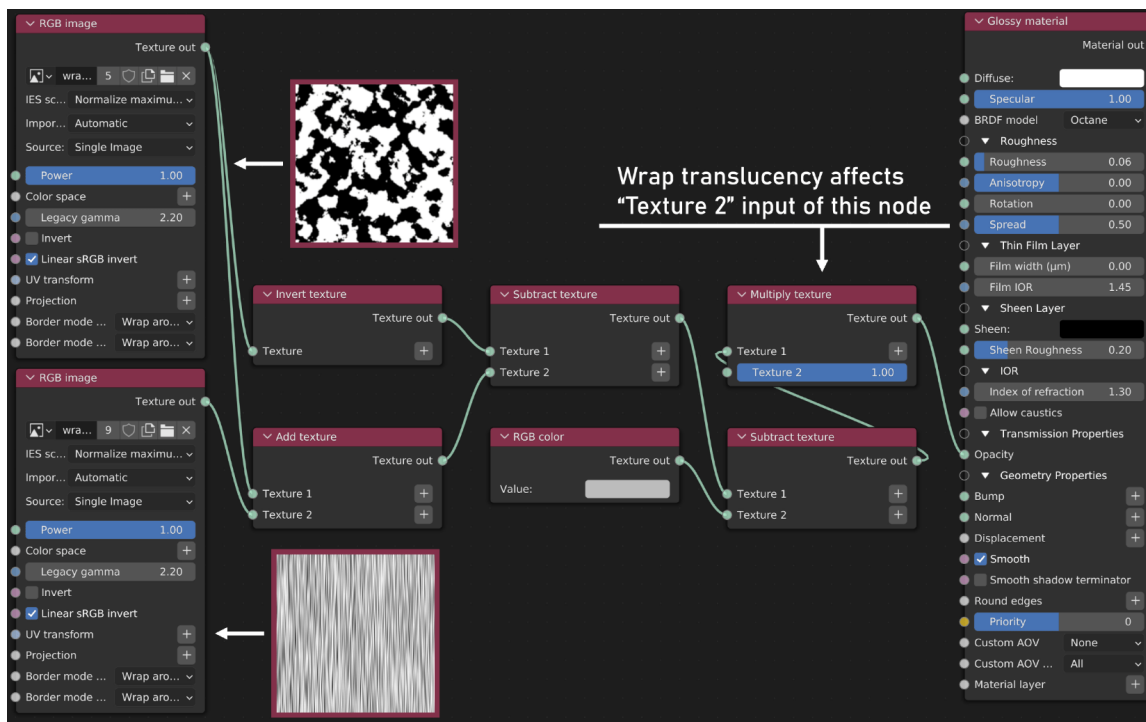 RGB image
Texture out
wra... 5
IES sc... Normalize maximu...
Impor... Automatic
Source: Single Image
Power 1.00
Color space
Legacy gamma 2.20
Invert
Linear sRGB invert
UV transform
Projection
Border mode ... Wrap aro...
Border mode ... Wrap aro...
RGB image
Texture out
wra... 9
IES sc... Normalize maximu...
Impor... Automatic
Source: Single Image
Power 1.00
Color space
Legacy gamma 2.20
Invert
Linear sRGB invert
UV transform
Projection
Border mode ... Wrap aro...
Border mode ... Wrap aro...
Invert texture
Texture out
Texture
Add texture
Texture out
Texture 1
Texture 2
Subtract texture
Texture out
Texture 1
Texture 2
RGB color
Texture out
Value:
Wrap translucency affects
“Texture 2” input of this node
Multiply texture
Texture out
Texture 1
Texture 2 1.00
Subtract texture
Texture out
Texture 1
Texture 2
Glossy material
Material out
Diffuse:
Specular 1.00
BRDF model Octane
Roughness
Roughness 0.06
Anisotropy 0.00
Rotation 0.00
Spread 0.50
Thin Film Layer
Film width (μm) 0.00
Film IOR 1.45
Sheen Layer
Sheen:
Sheen Roughness 0.20
IOR
Index of refraction 1.30
Allow caustics
Transmission Properties
Opacity
Geometry Properties
Bump
Normal
Displacement
Smooth
Smooth shadow terminator
Round edges
Priority 0
Custom AOV None
Custom AOV ... All
Material layer